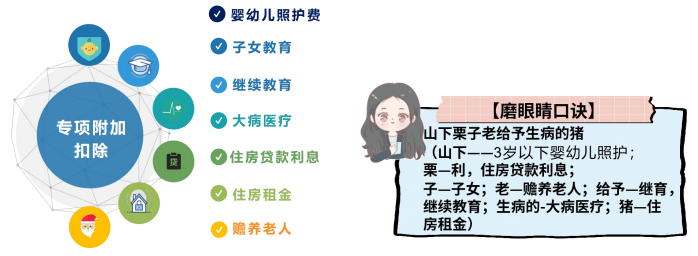 专项附加
扣除
贷
婴幼儿照护费
子女教育
继续教育
大病医疗
住房贷款利息
住房租金
赡养老人
【磨眼睛口诀】
山下栗子老给予生病的猪
（山下——3岁以下婴幼儿照护；
栗—利，住房贷款利息；
子—子女；老—赡养老人；给予—继育，
继续教育；生病的-大病医疗；猪—住
房租金）